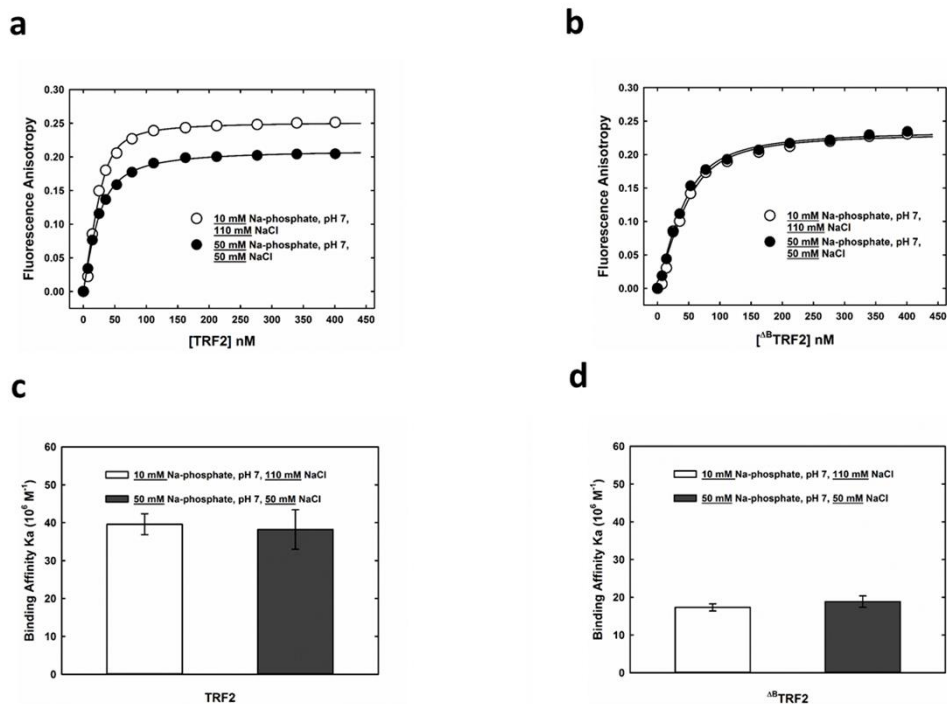 a
b
0.30
0.25
0.20
0.15
0.10
0.05
0.00
Fluorescence Anisotropy
10 mM Na-phosphate, pH 7,
110 mM NaCl
50 mM Na-phosphate, pH 7,
50 mM NaCl
0 50 100 150 200 250 300 350 400 450
[TRF2] nM
0.30
0.25
0.20
0.15
0.10
0.05
0.00
Fluorescence Anisotropy
10 mM Na-phosphate, pH 7,
110 mM NaCl
50 mM Na-phosphate, pH 7,
50 mM NaCl
0 50 100 150 200 250 300 350 400 450
[ΔBTRF2] nM
c
d
60
50
40
30
20
10
0
Binding Affinity Ka (10⁶ M⁻¹)
10 mM Na-phosphate, pH 7, 110 mM NaCl
50 mM Na-phosphate, pH 7, 50 mM NaCl
TRF2
60
50
40
30
20
10
0
Binding Affinity Ka (10⁶ M⁻¹)
10 mM Na-phosphate, pH 7, 110 mM NaCl
50 mM Na-phosphate, pH 7, 50 mM NaCl
ΔBTRF2